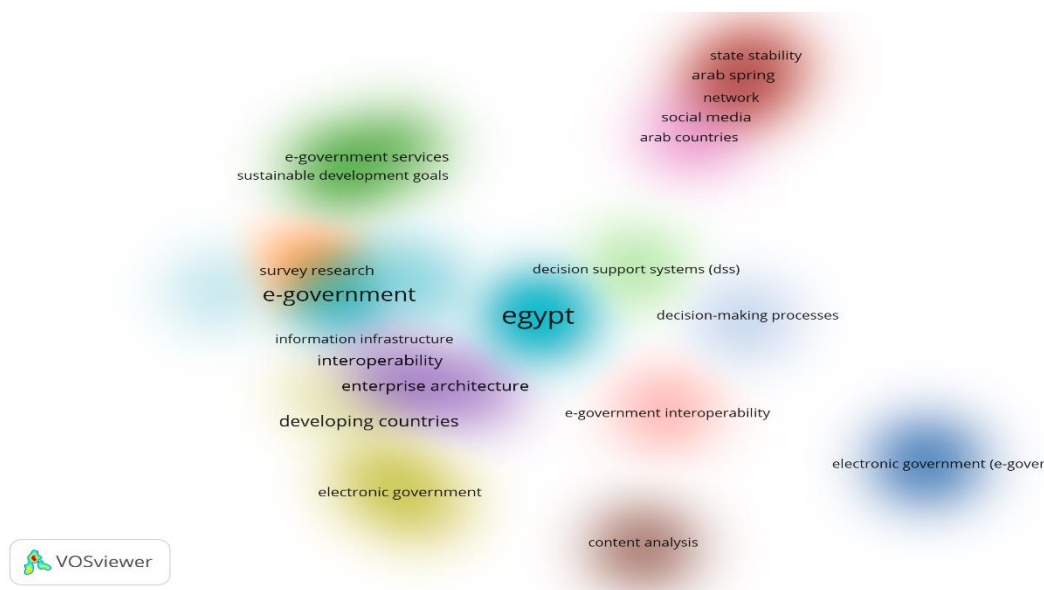 state stability
arab spring
network
social media
arab countries
e-government services
sustainable development goals
survey research
decision support systems (dss)
e-government
egypt
decision-making processes
information infrastructure
interoperability
enterprise architecture
e-government interoperability
developing countries
electronic government (e-gover
electronic government
content analysis
VOSviewer